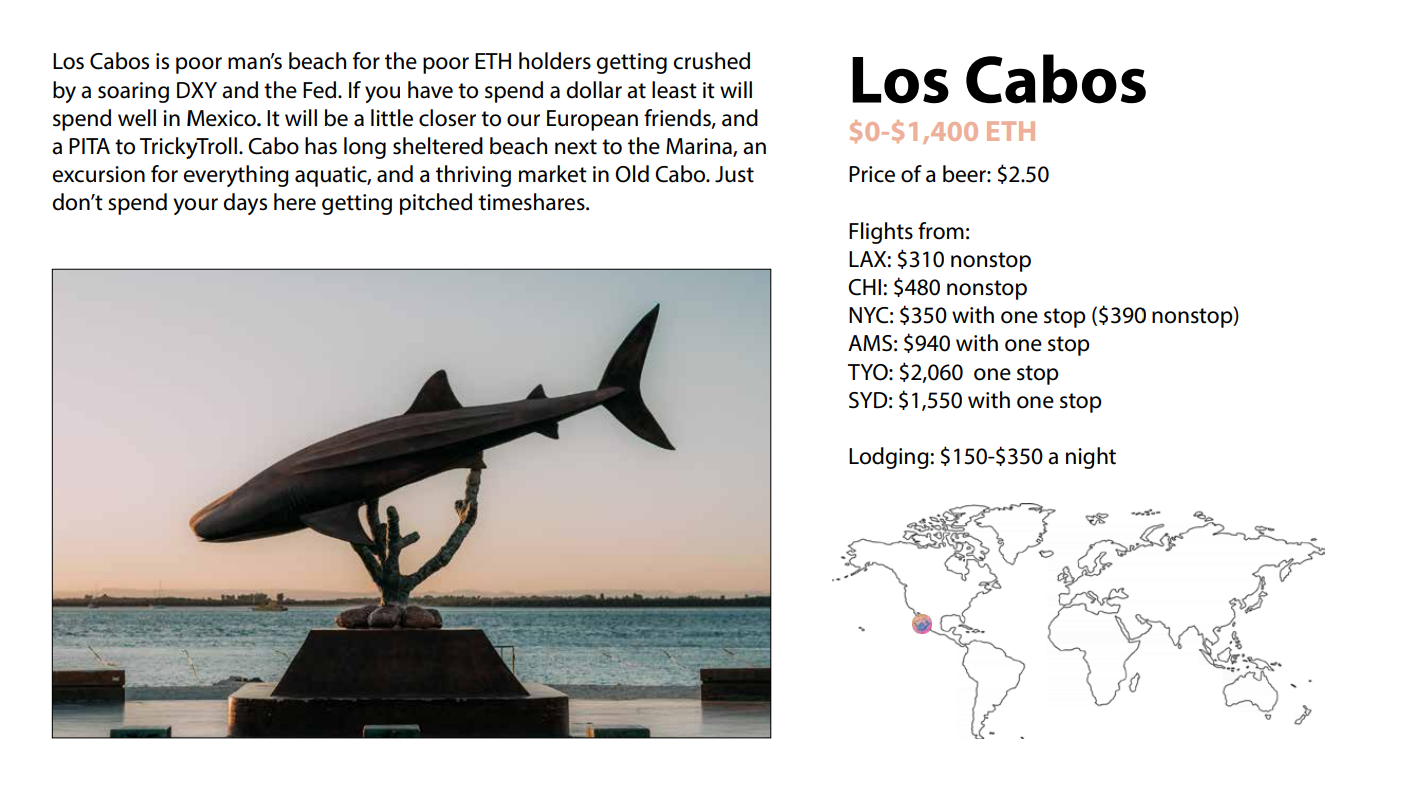 Los Cabos is poor man's beach for the poor ETH holders getting crushed
by a soaring DXY and the Fed. If you have to spend a dollar at least it will
spend well in Mexico. It will be a little closer to our European friends, and
a PITA to TrickyTroll. Cabo has long sheltered beach next to the Marina, an
excursion for everything aquatic, and a thriving market in Old Cabo. Just
don't spend your days here getting pitched timeshares.
Los Cabos
$0-$1,400 ETH
Price of a beer: $2.50
Flights from:
LAX: $310 nonstop
CHI: $480 nonstop
NYC: $350 with one stop ($390 nonstop)
AMS: $940 with one stop
TYO: $2,060  one stop
SYD: $1,550 with one stop
Lodging: $150-$350 a night